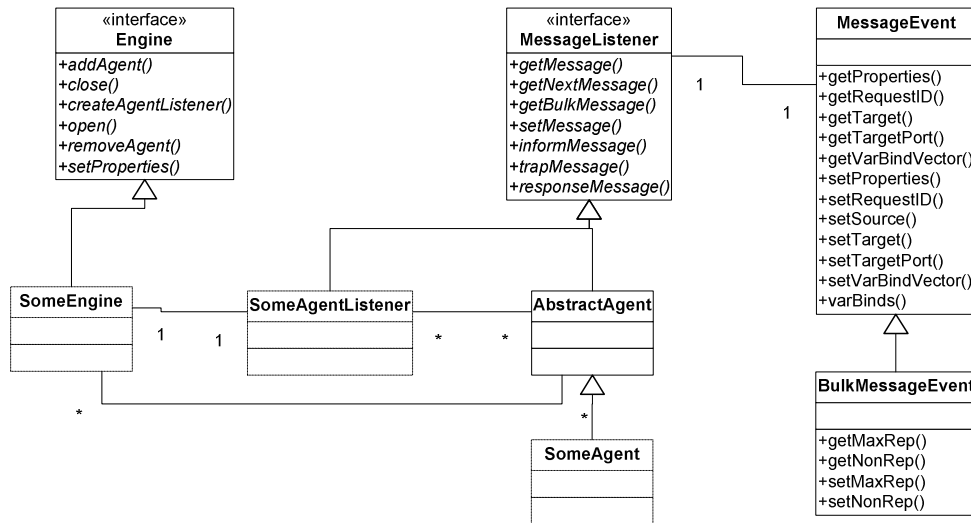 «interface»
Engine
+addAgent()
+close()
+createAgentListener()
+open()
+removeAgent()
+setProperties()
«interface»
MessageListener
+getMessage()
+getNextMessage()
+getBulkMessage()
+setMessage()
+informMessage()
+trapMessage()
+responseMessage()
1
1
MessageEvent
+getProperties()
+getRequestID()
+getTarget()
+getTargetPort()
+getVarBindVector()
+setProperties()
+setRequestID()
+setSource()
+setTarget()
+setTargetPort()
+setVarBindVector()
+varBinds()
SomeEngine
1
1
SomeAgentListener
*
*
AbstractAgent
*
*
SomeAgent
BulkMessageEvent
+getMaxRep()
+getNonRep()
+setMaxRep()
+setNonRep()